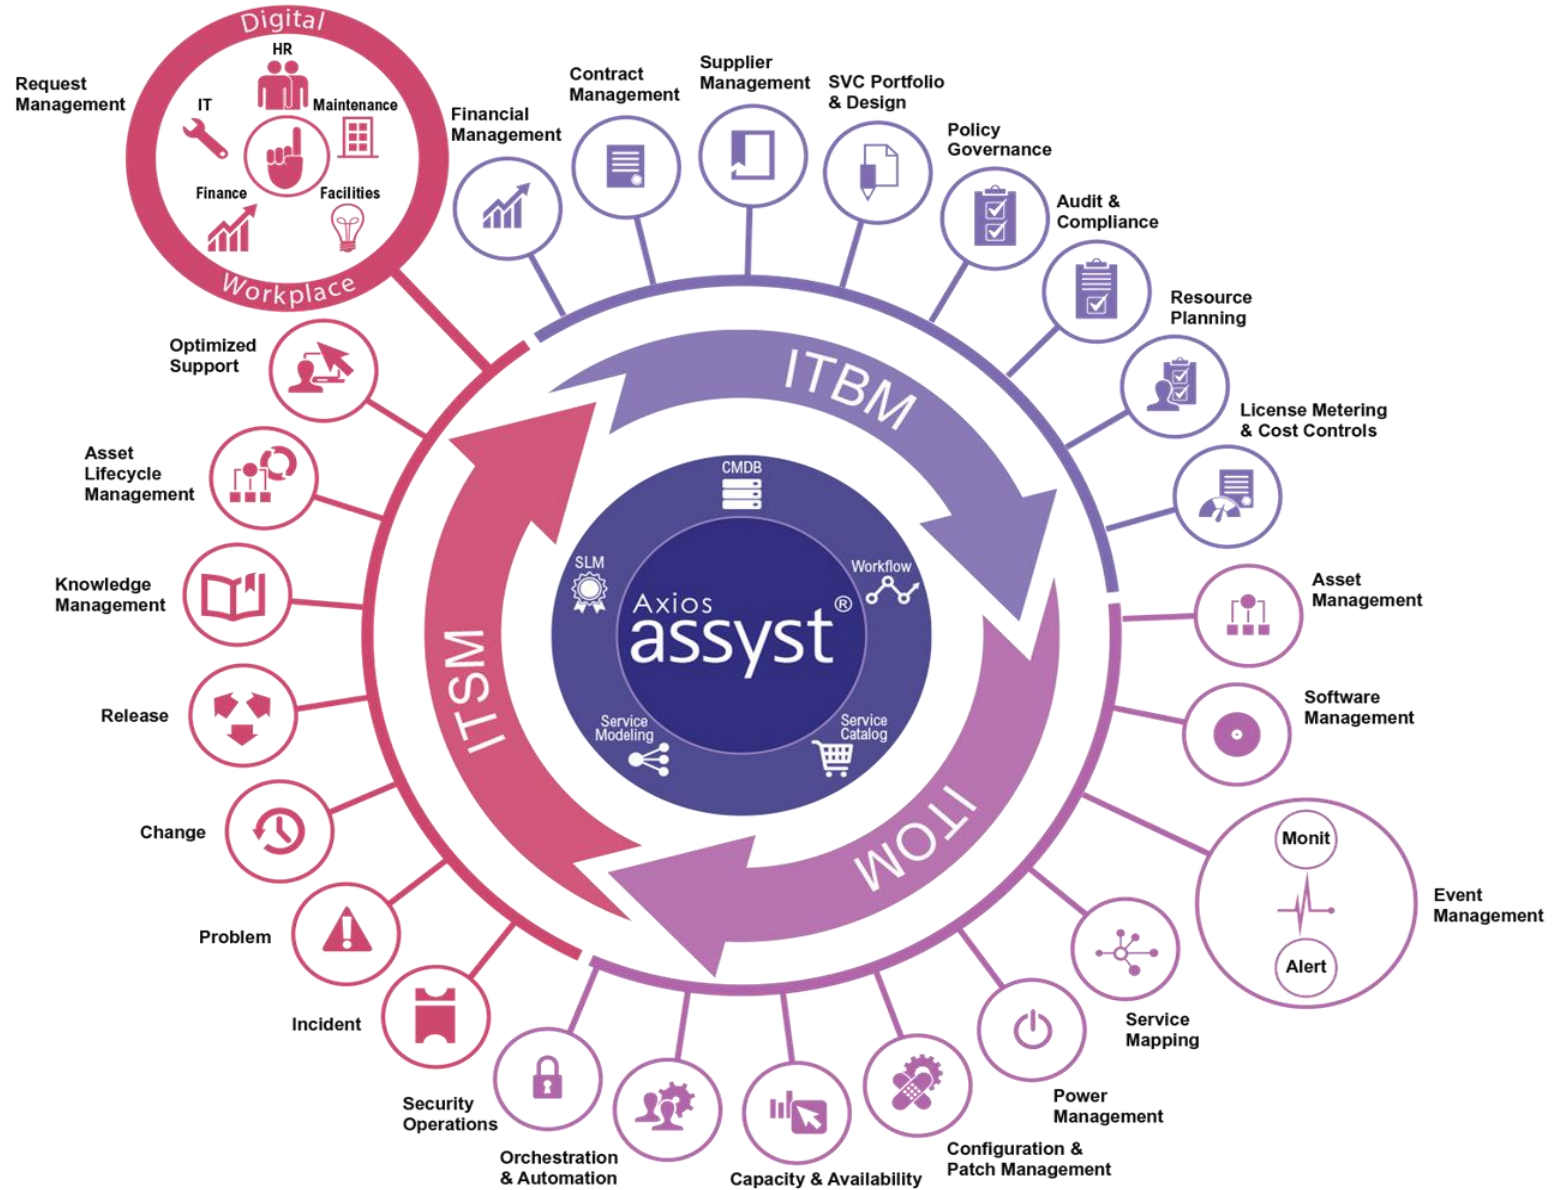 Digital
HR
IT
Maintenance
Finance
Facilities
Workplace
Request
Management
Financial
Management
Contract
Management
Supplier
Management
SVC Portfolio
& Design
Policy
Governance
Audit &
Compliance
Resource
Planning
License Metering
& Cost Controls
Asset
Management
Software
Management
Monit
Alert
Event
Management
Service
Mapping
Power
Management
Configuration &
Patch Management
Capacity & Availability
Orchestration
& Automation
Security
Operations
Incident
Problem
Change
Release
Knowledge
Management
Asset
Lifecycle
Management
Optimized
Support
ITBM
ITOM
ITSM
CMDB
SLM
Workflow
Axios
assyst®
Service
Modeling
Service
Catalog